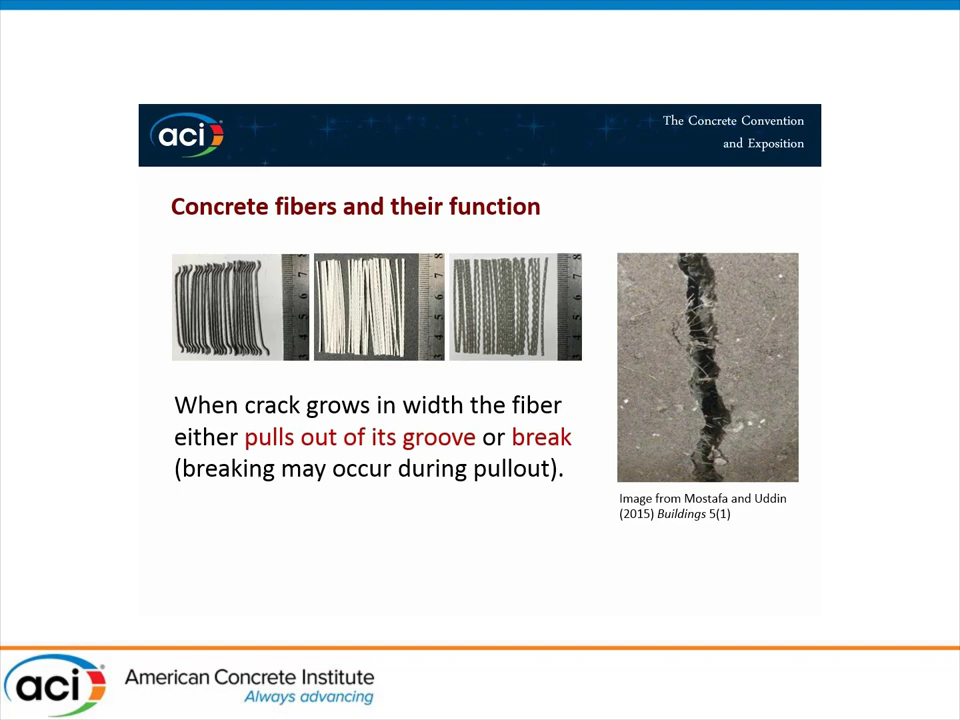 aci
The Concrete Convention
and Exposition
Concrete fibers and their function
When crack grows in width the fiber
either pulls out of its groove or break
(breaking may occur during pullout).
Image from Mostafa and Uddin
(2015) Buildings 5(1)
aci
American Concrete Institute
Always advancing